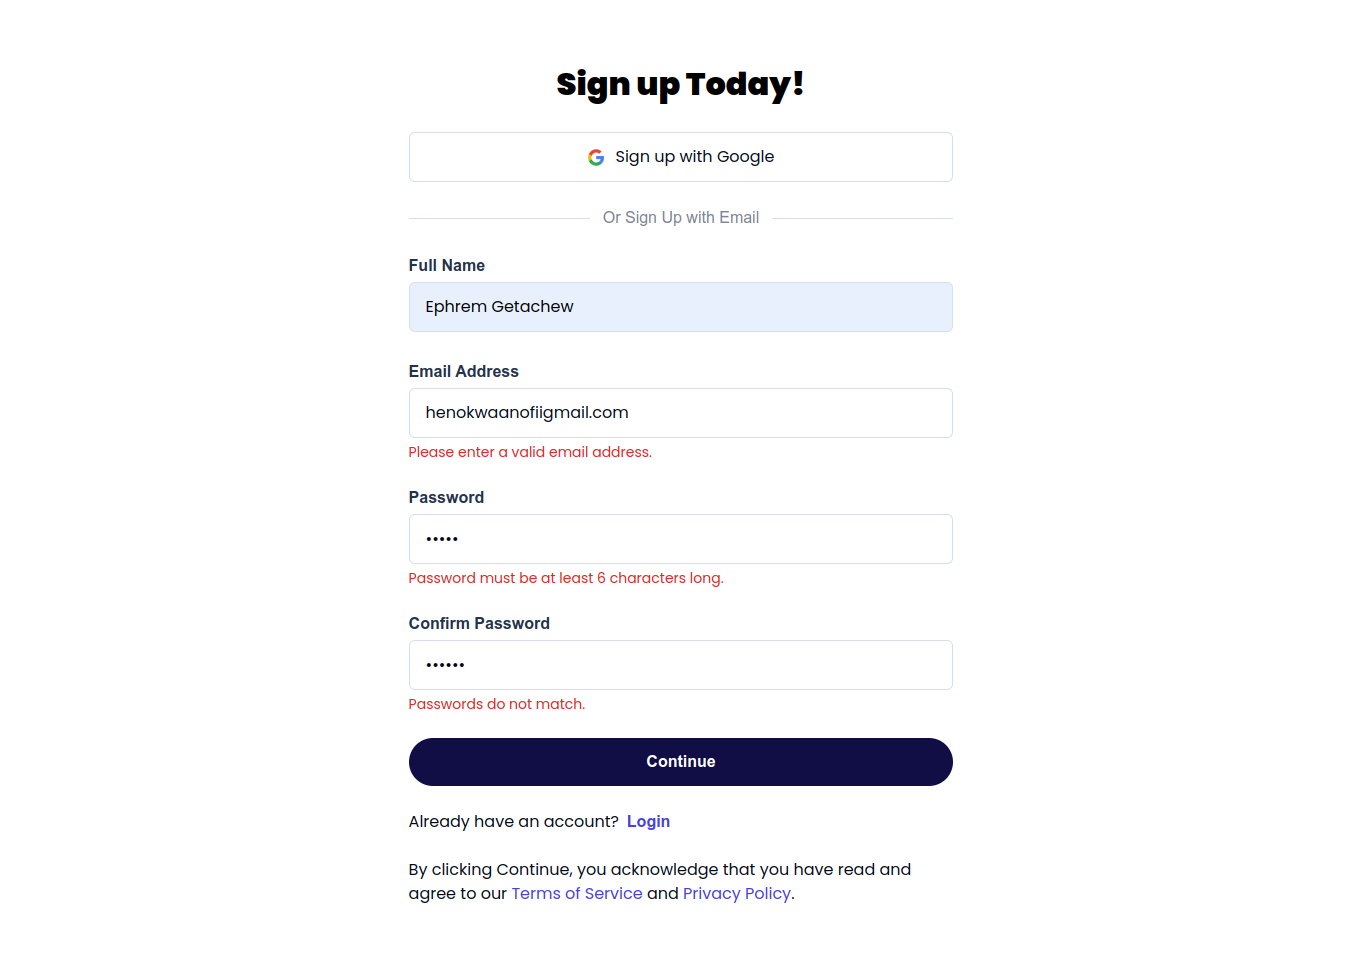 Sign up Today!
Sign up with Google
Or Sign Up with Email
Full Name
Ephrem Getachew
Email Address
henokwaanofiigmail.com
Please enter a valid email address.
Password
•••••
Password must be at least 6 characters long.
Confirm Password
••••••
Passwords do not match.
Continue
Already have an account? Login
By clicking Continue, you acknowledge that you have read and
agree to our Terms of Service and Privacy Policy.